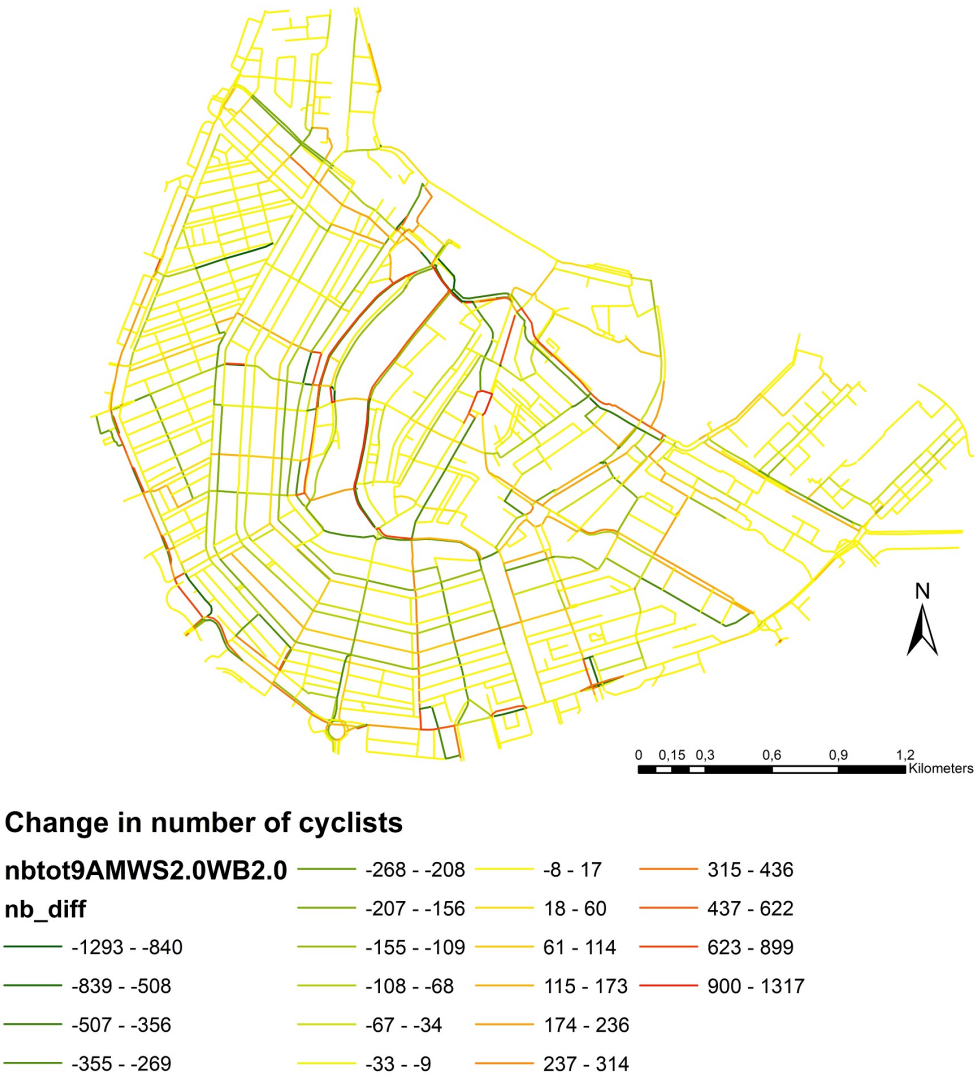 N
0 0,15 0,3 0,6 0,9 1,2
Kilometers
Change in number of cyclists
nbtot9AMWS2.0WB2.0
nb_diff
-1293 - -840
-839 - -508
-507 - -356
-355 - -269
-268 - -208
-207 - -156
-155 - -109
-108 - -68
-67 - -34
-33 - -9
-8 - 17
18 - 60
61 - 114
115 - 173
174 - 236
237 - 314
315 - 436
437 - 622
623 - 899
900 - 1317